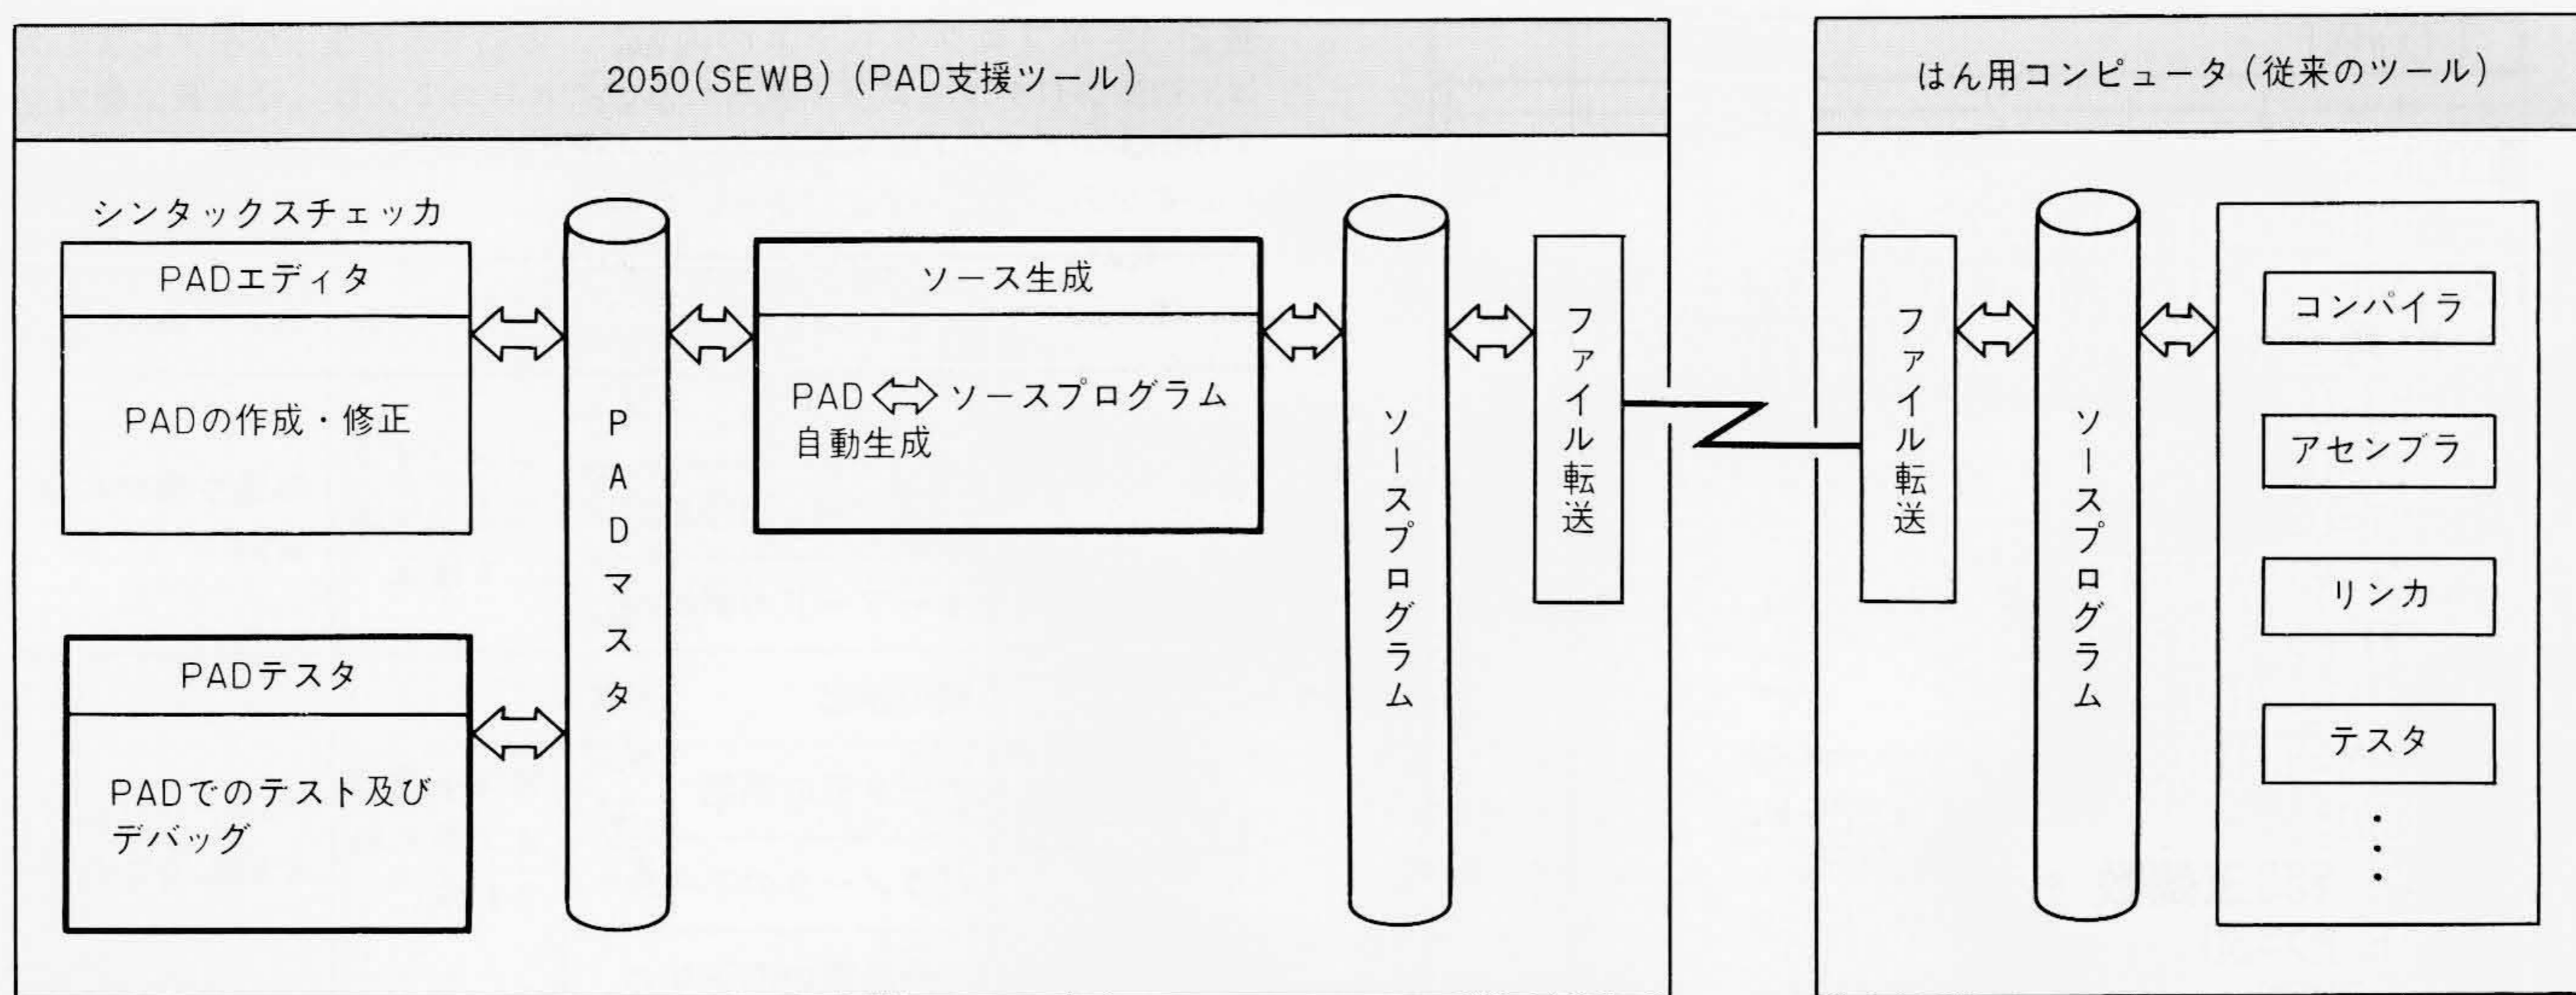 2050(SEWB) (PAD支援ツール)
シンタックスチェッカ
PADエディタ
PADの作成・修正
PADテスタ
PADでのテスト及び
デバッグ
PADマスタ
ソース生成
PAD⇔ソースプログラム
自動生成
ソースプログラム
ファイル転送
はん用コンピュータ(従来のツール)
ファイル転送
ソースプログラム
コンパイラ
アセンブラ
リンカ
テスタ